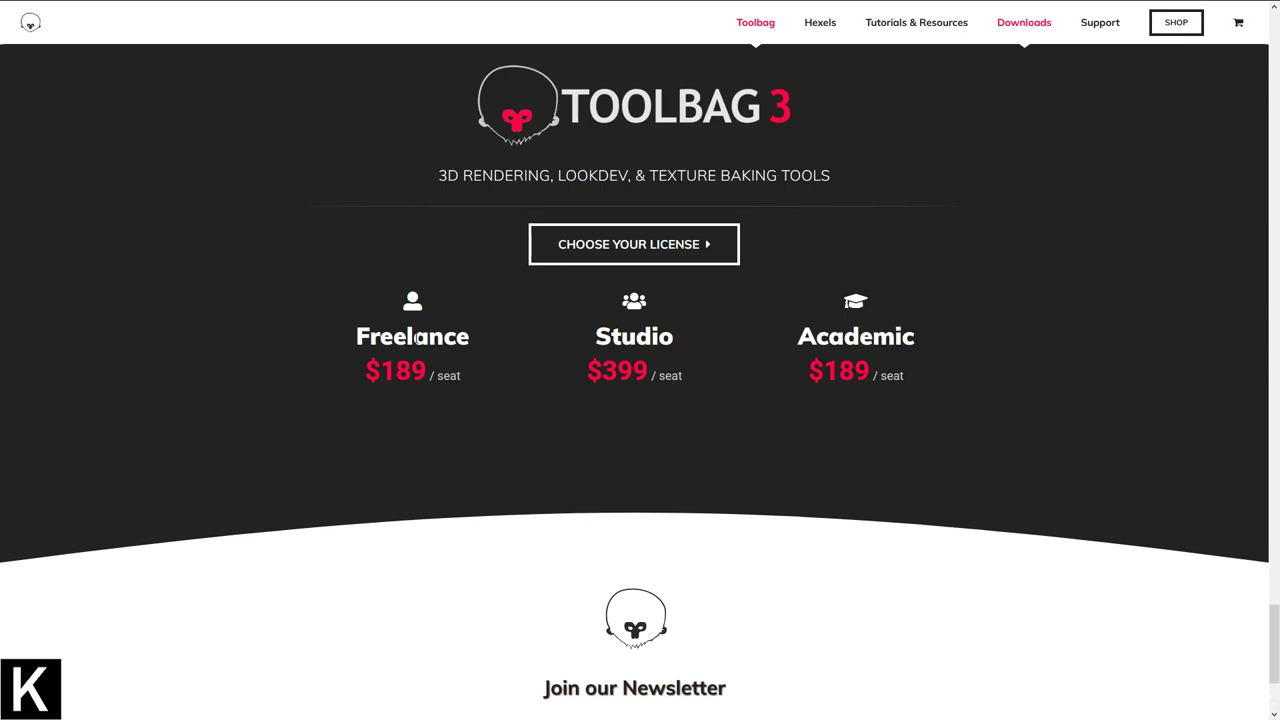 Toolbag Hexels Tutorials & Resources Downloads Support SHOP
TOOLBAG 3
3D RENDERING, LOOKDEV, & TEXTURE BAKING TOOLS
CHOOSE YOUR LICENSE
Freelance Studio Academic
$189 / seat $399 / seat $189 / seat
Join our Newsletter
K